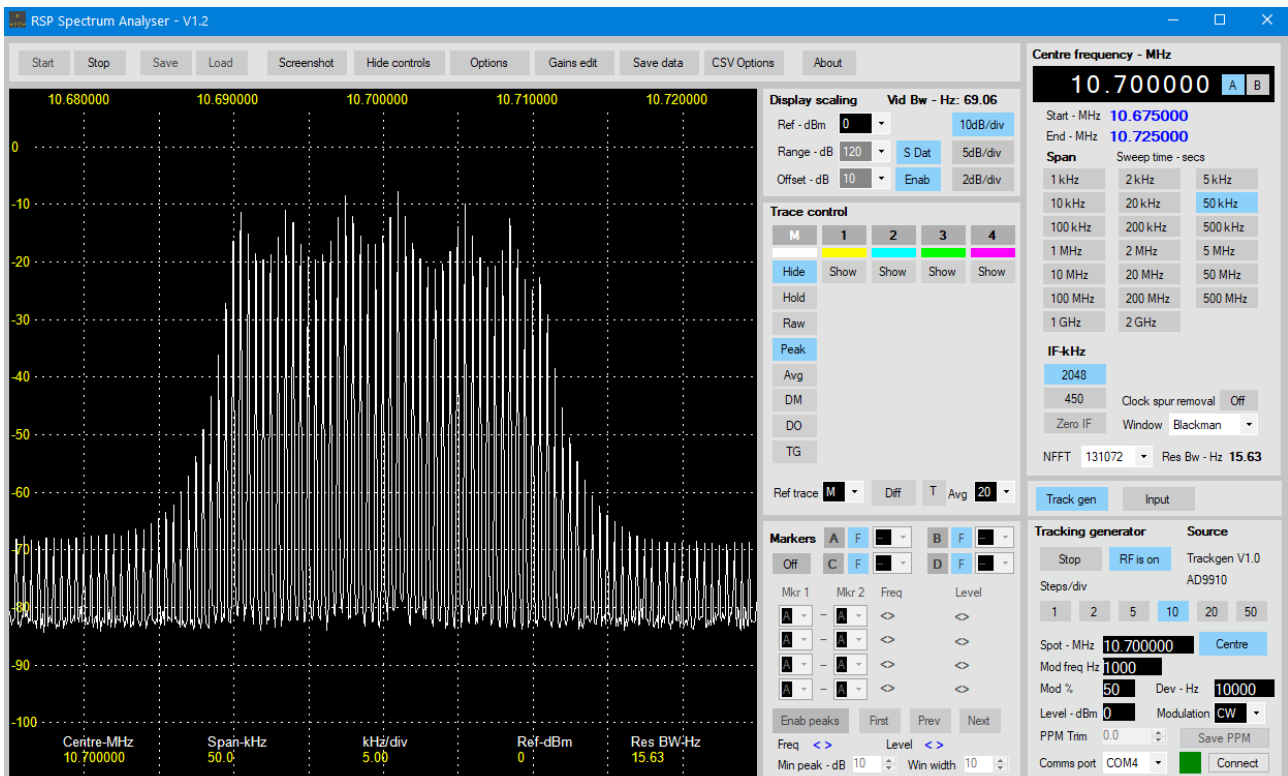 RSP Spectrum Analyser - V1.2
Start Stop Save Load Screenshot Hide controls Options Gains edit Save data CSV Options About
10.680000 10.690000 10.700000 10.710000 10.720000
0
-10
-20
-30
-40
-50
-60
-70
-80
-90
-100
Centre-MHz Span-kHz kHz/div Ref-dBm Res BW-Hz
10.700000 50.0 5.00 0 15.63
Display scaling Vid Bw - Hz: 69.06
Ref - dBm 0 10dB/div
Range - dB 120 S Dat 5dB/div
Offset - dB 10 Enab 2dB/div
Trace control
M 1 2 3 4
Hide Show Show Show Show
Hold
Raw
Peak
Avg
DM
DO
TG
Ref trace M Diff T Avg 20
Markers A F – B F –
Off C F – D F –
Mkr 1 Mkr 2 Freq Level
A – A <> <>
A – A <> <>
A – A <> <>
A – A <> <>
Enab peaks First Prev Next
Freq < > Level < >
Min peak - dB 10 Win width 10
Centre frequency - MHz
10.700000 A B
Start - MHz 10.675000
End - MHz 10.725000
Span Sweep time - secs
1 kHz 2 kHz 5 kHz
10 kHz 20 kHz 50 kHz
100 kHz 200 kHz 500 kHz
1 MHz 2 MHz 5 MHz
10 MHz 20 MHz 50 MHz
100 MHz 200 MHz 500 MHz
1 GHz 2 GHz
IF-kHz
2048
450 Clock spur removal Off
Zero IF Window Blackman
NFFT 131072 Res Bw - Hz 15.63
Track gen Input
Tracking generator Source
Stop RF is on Trackgen V1.0
AD9910
Steps/div
1 2 5 10 20 50
Spot - MHz 10.700000 Centre
Mod freq Hz 1000
Mod % 50 Dev - Hz 10000
Level - dBm 0 Modulation CW
PPM Trim 0.0 Save PPM
Comms port COM4 Connect